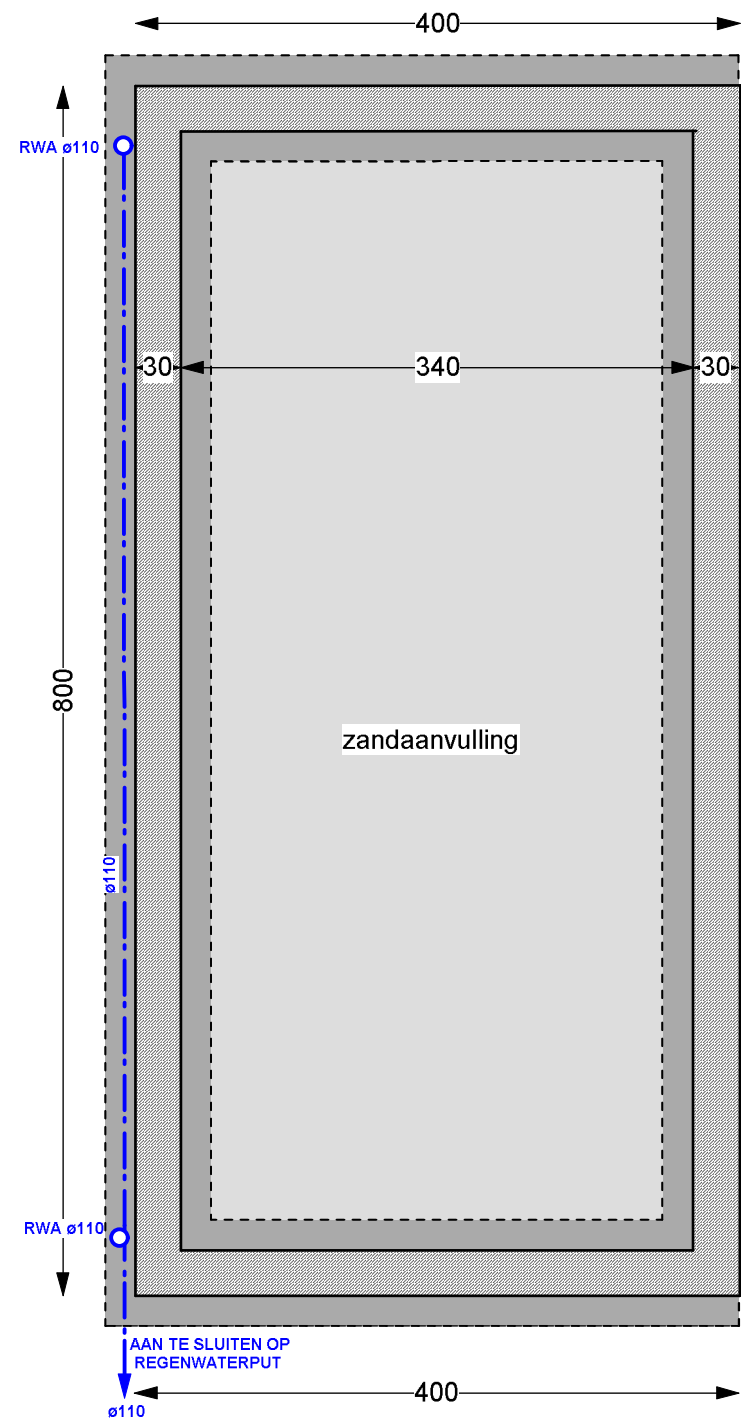 400
RWA ø110
30
340
30
800
zandaanvulling
ø110
RWA ø110
AAN TE SLUITEN OP
REGENWATERPUT
400
ø110